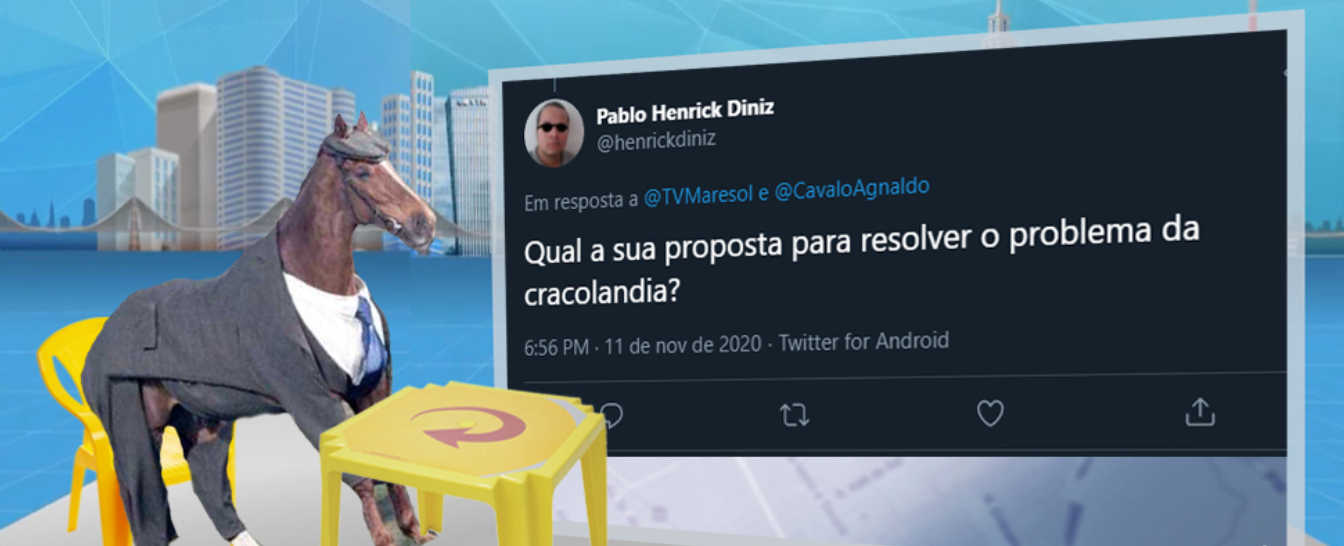 Pablo Henrick Diniz
@henrickdiniz
Em resposta a @TVMaresol e @CavaloAgnaldo
Qual a sua proposta para resolver o problema da
cracolandia?
6:56 PM · 11 de nov de 2020 · Twitter for Android